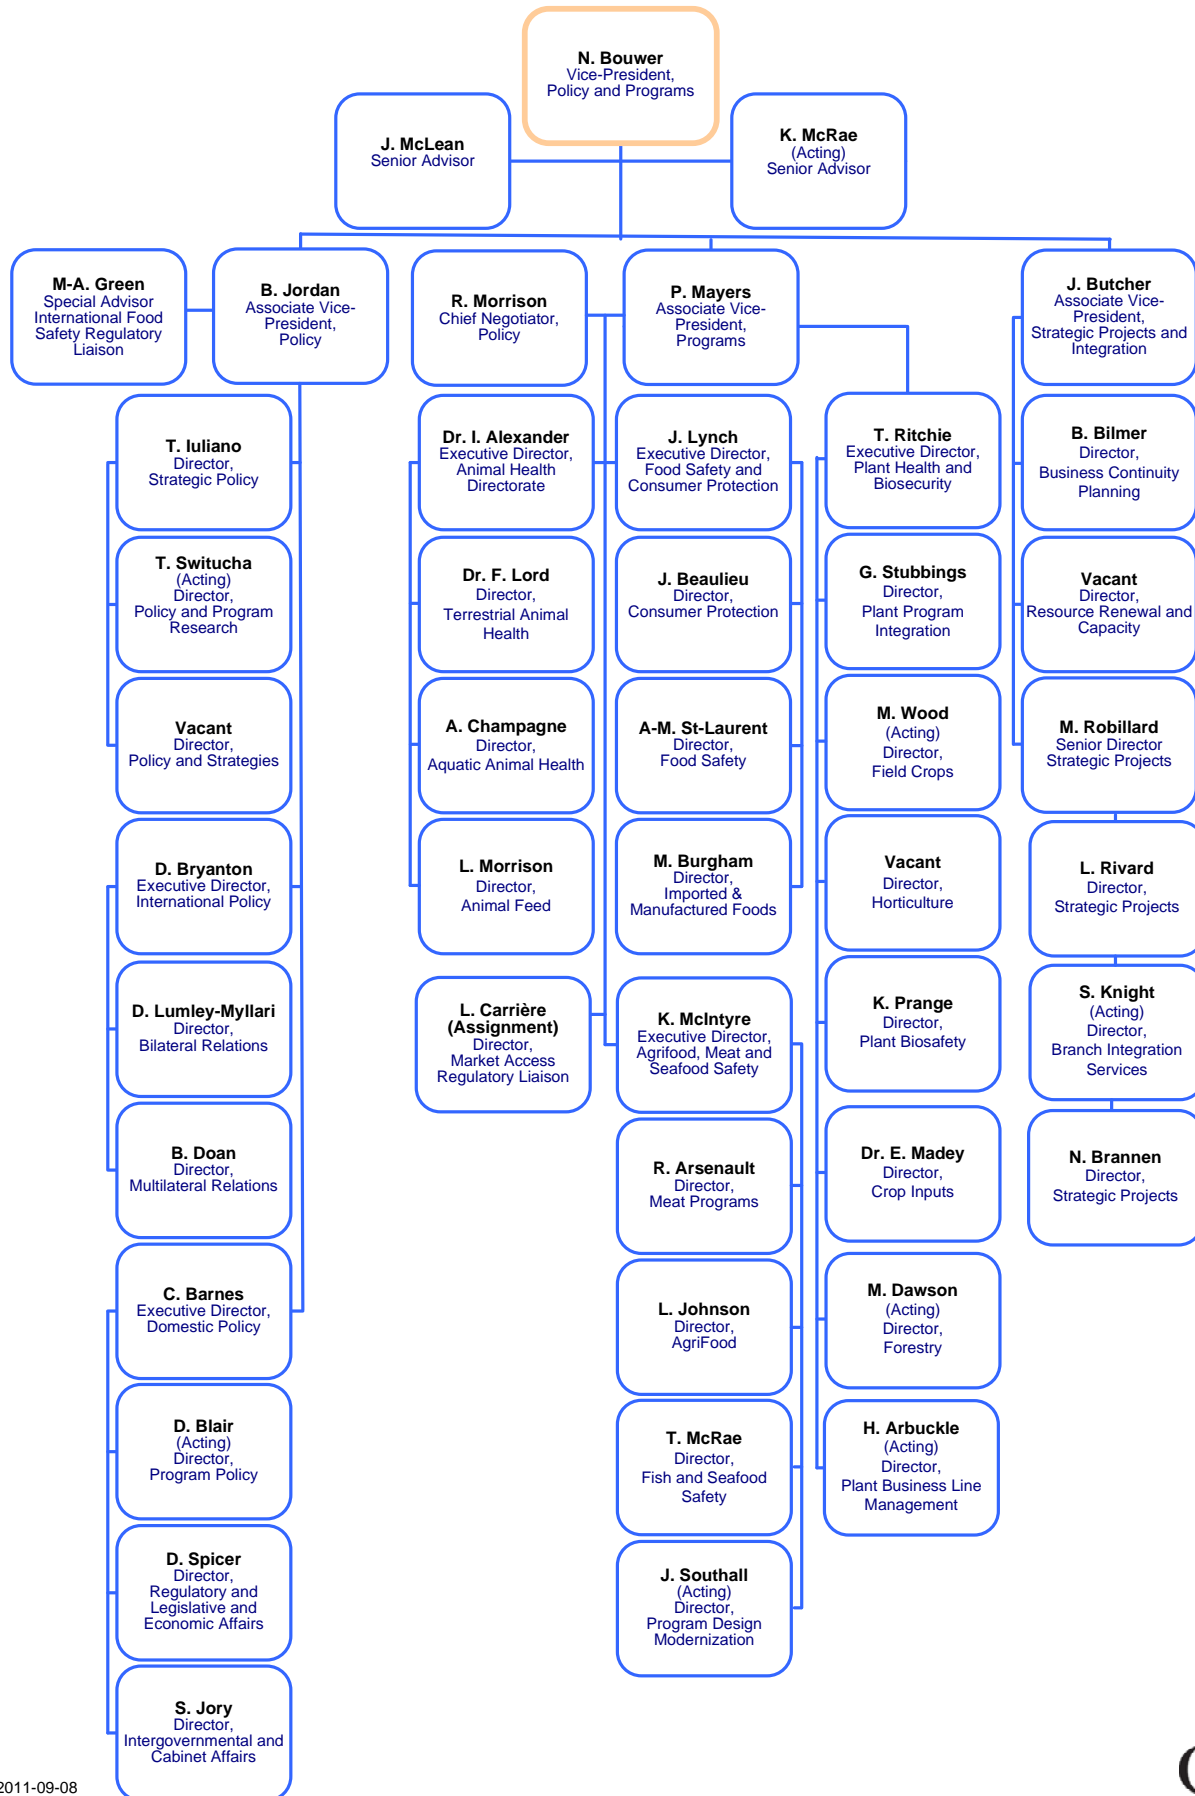 N. Bouwer
Vice-President,
Policy and Programs
J. McLean
Senior Advisor
K. McRae
(Acting)
Senior Advisor
M-A. Green
Special Advisor
International Food
Safety Regulatory
Liaison
B. Jordan
Associate Vice-
President,
Policy
R. Morrison
Chief Negotiator,
Policy
P. Mayers
Associate Vice-
President,
Programs
J. Butcher
Associate Vice-
President,
Strategic Projects and
Integration
T. Iuliano
Director,
Strategic Policy
Dr. I. Alexander
Executive Director,
Animal Health
Directorate
J. Lynch
Executive Director,
Food Safety and
Consumer Protection
T. Ritchie
Executive Director,
Plant Health and
Biosecurity
B. Bilmer
Director,
Business Continuity
Planning
T. Switucha
(Acting)
Director,
Policy and Program
Research
Dr. F. Lord
Director,
Terrestrial Animal
Health
J. Beaulieu
Director,
Consumer Protection
G. Stubbings
Director,
Plant Program
Integration
Vacant
Director,
Resource Renewal and
Capacity
Vacant
Director,
Policy and Strategies
A. Champagne
Director,
Aquatic Animal Health
A-M. St-Laurent
Director,
Food Safety
M. Wood
(Acting)
Director,
Field Crops
M. Robillard
Senior Director
Strategic Projects
D. Bryanton
Executive Director,
International Policy
L. Morrison
Director,
Animal Feed
M. Burgham
Director,
Imported &
Manufactured Foods
Vacant
Director,
Horticulture
L. Rivard
Director,
Strategic Projects
D. Lumley-Myllari
Director,
Bilateral Relations
L. Carrière
(Assignment)
Director,
Market Access
Regulatory Liaison
K. McIntyre
Executive Director,
Agrifood, Meat and
Seafood Safety
K. Prange
Director,
Plant Biosafety
S. Knight
(Acting)
Director,
Branch Integration
Services
B. Doan
Director,
Multilateral Relations
R. Arsenault
Director,
Meat Programs
Dr. E. Madey
Director,
Crop Inputs
N. Brannen
Director,
Strategic Projects
C. Barnes
Executive Director,
Domestic Policy
L. Johnson
Director,
AgriFood
M. Dawson
(Acting)
Director,
Forestry
D. Blair
(Acting)
Director,
Program Policy
T. McRae
Director,
Fish and Seafood
Safety
H. Arbuckle
(Acting)
Director,
Plant Business Line
Management
D. Spicer
Director,
Regulatory and
Legislative and
Economic Affairs
J. Southall
(Acting)
Director,
Program Design
Modernization
S. Jory
Director,
Intergovernmental and
Cabinet Affairs
2011-09-08